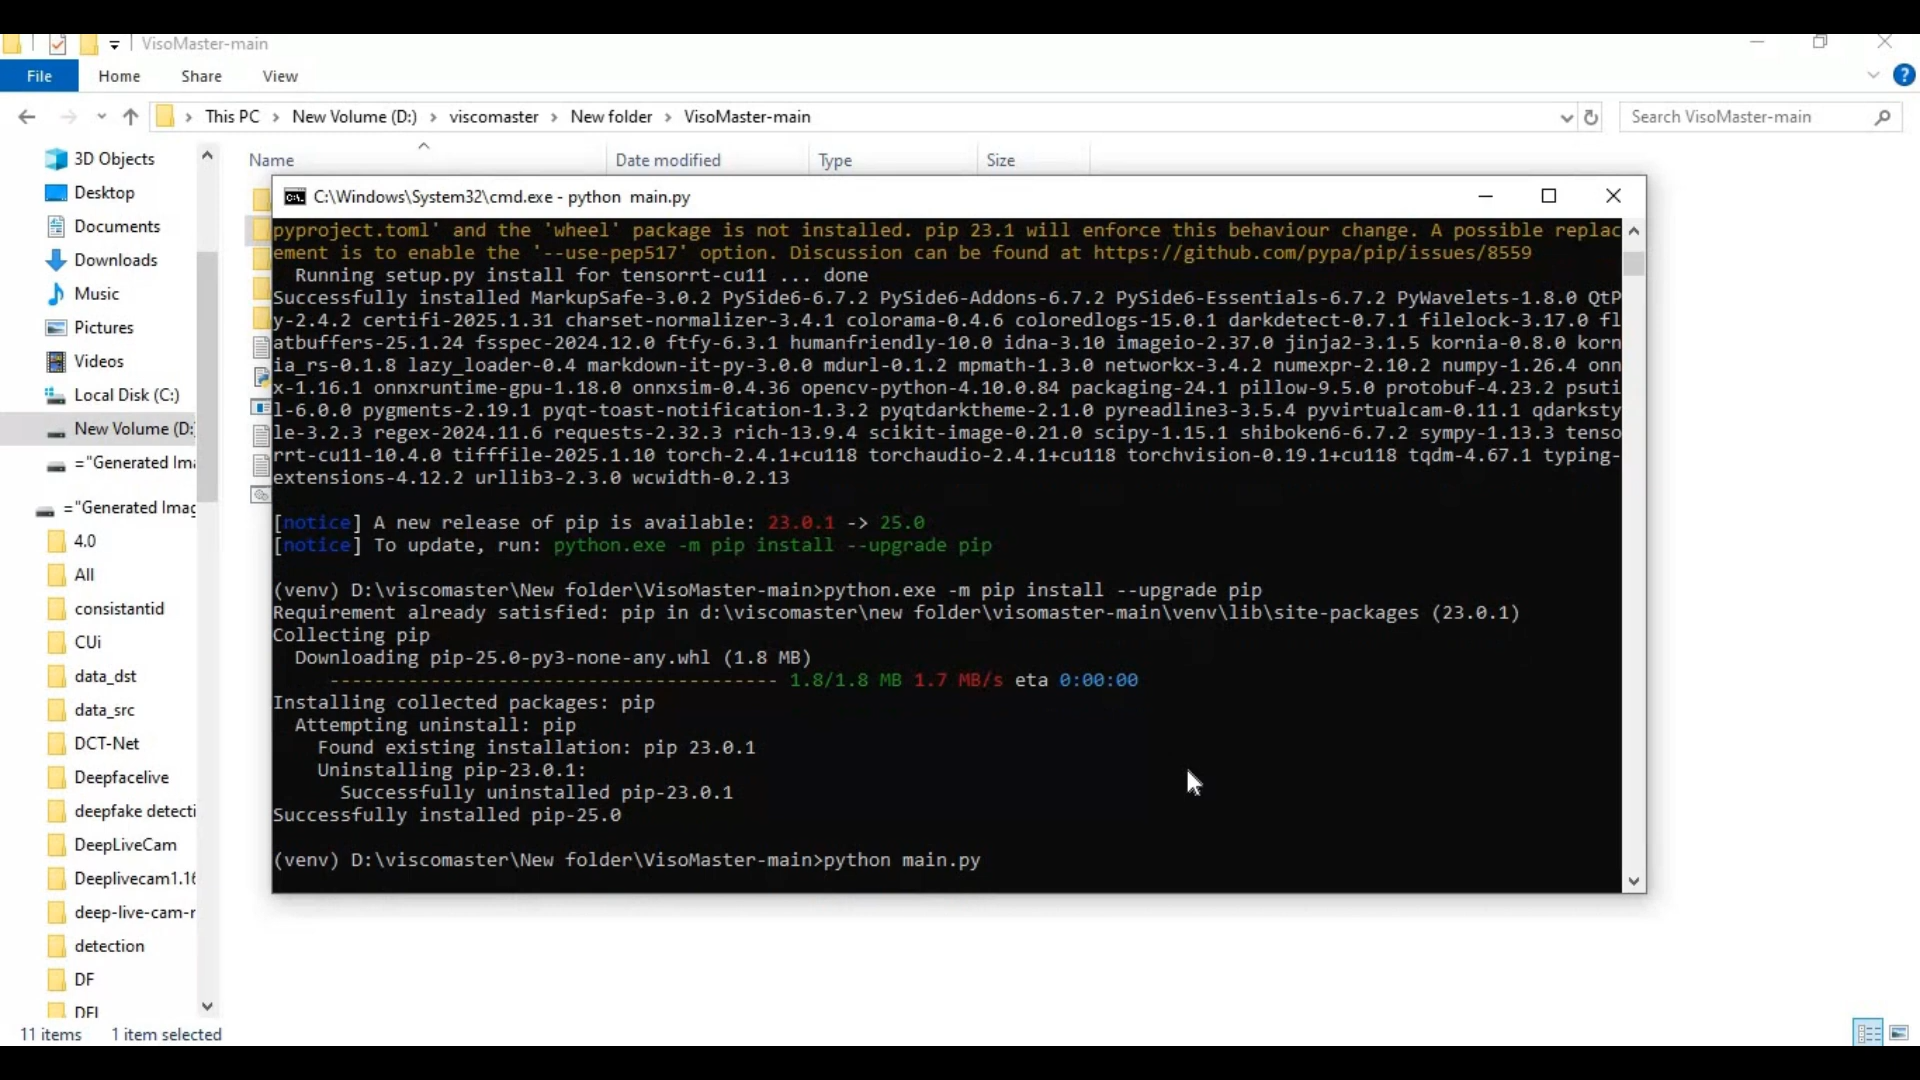 VisoMaster-main
File Home Share View
This PC > New Volume (D:) > viscomaster > New folder > VisoMaster-main
Search VisoMaster-main
Name Date modified Type Size
3D Objects
Desktop
Documents
Downloads
Music
Pictures
Videos
Local Disk (C:)
New Volume (D:)
="Generated Ima
="Generated Imag
4.0
All
consistantid
CUi
data_dst
data_src
DCT-Net
Deepfacelive
deepfake detecti
DeepLiveCam
Deeplivecam1.16
deep-live-cam-r
detection
DF
DFL
C:\Windows\System32\cmd.exe - python  main.py
pyproject.toml' and the 'wheel' package is not installed. pip 23.1 will enforce this behaviour change. A possible replac
ement is to enable the '--use-pep517' option. Discussion can be found at https://github.com/pypa/pip/issues/8559
Running setup.py install for tensorrt-cu11 ... done
Successfully installed MarkupSafe-3.0.2 PySide6-6.7.2 PySide6-Addons-6.7.2 PySide6-Essentials-6.7.2 PyWavelets-1.8.0 QtP
y-2.4.2 certifi-2025.1.31 charset-normalizer-3.4.1 colorama-0.4.6 coloredlogs-15.0.1 darkdetect-0.7.1 filelock-3.17.0 fl
atbuffers-25.1.24 fsspec-2024.12.0 ftfy-6.3.1 humanfriendly-10.0 idna-3.10 imageio-2.37.0 jinja2-3.1.5 kornia-0.8.0 korn
ia_rs-0.1.8 lazy_loader-0.4 markdown-it-py-3.0.0 mdurl-0.1.2 mpmath-1.3.0 networkx-3.4.2 numexpr-2.10.2 numpy-1.26.4 onn
x-1.16.1 onnxruntime-gpu-1.18.0 onnxsim-0.4.36 opencv-python-4.10.0.84 packaging-24.1 pillow-9.5.0 protobuf-4.23.2 psuti
l-6.0.0 pygments-2.19.1 pyqt-toast-notification-1.3.2 pyqtdarktheme-2.1.0 pyreadline3-3.5.4 pyvirtualcam-0.11.1 qdarksty
le-3.2.3 regex-2024.11.6 requests-2.32.3 rich-13.9.4 scikit-image-0.21.0 scipy-1.15.1 shiboken6-6.7.2 sympy-1.13.3 tenso
rrt-cu11-10.4.0 tifffile-2025.1.10 torch-2.4.1+cu118 torchaudio-2.4.1+cu118 torchvision-0.19.1+cu118 tqdm-4.67.1 typing-
extensions-4.12.2 urllib3-2.3.0 wcwidth-0.2.13
[notice] A new release of pip is available: 23.0.1 -> 25.0
[notice] To update, run: python.exe -m pip install --upgrade pip
(venv) D:\viscomaster\New folder\VisoMaster-main>python.exe -m pip install --upgrade pip
Requirement already satisfied: pip in d:\viscomaster\new folder\visomaster-main\venv\lib\site-packages (23.0.1)
Collecting pip
Downloading pip-25.0-py3-none-any.whl (1.8 MB)
---------------------------------------- 1.8/1.8 MB 1.7 MB/s eta 0:00:00
Installing collected packages: pip
Attempting uninstall: pip
Found existing installation: pip 23.0.1
Uninstalling pip-23.0.1:
Successfully uninstalled pip-23.0.1
Successfully installed pip-25.0
(venv) D:\viscomaster\New folder\VisoMaster-main>python main.py
11 items 1 item selected